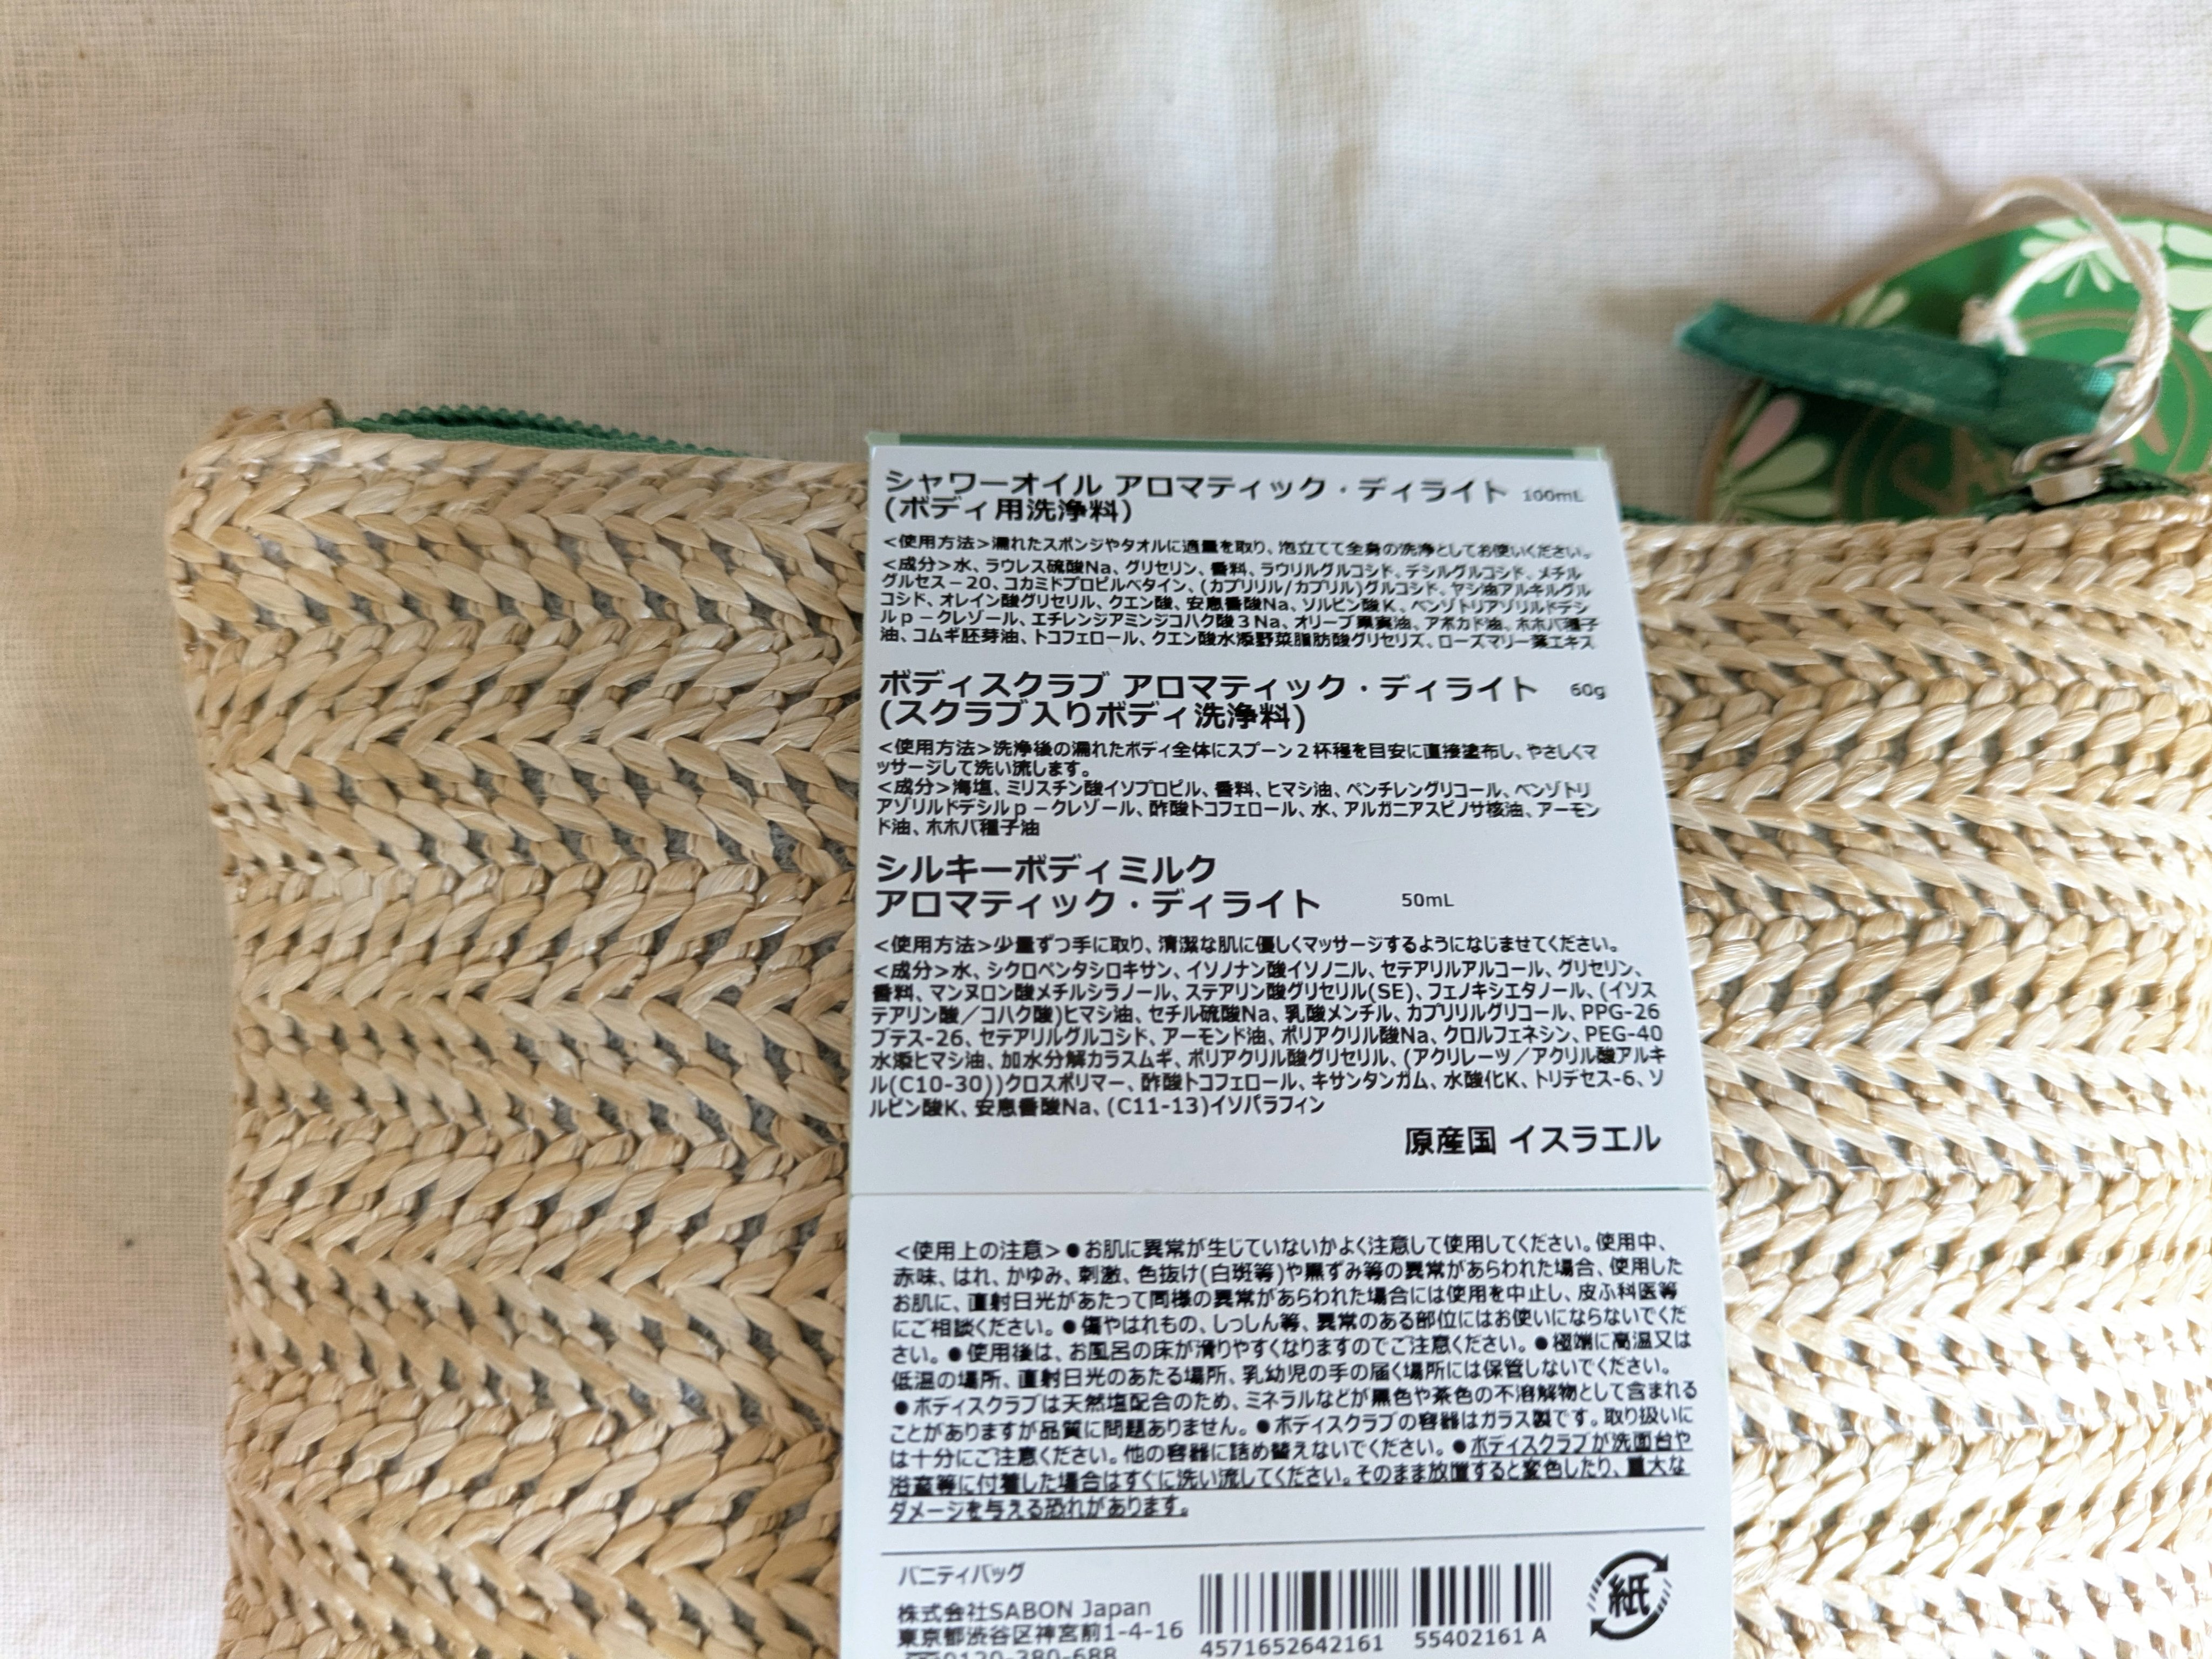 シャワーオイル アロマティック・ディライト 100mL
(ボディ用洗浄料)
<使用方法>濡れたスポンジやタオルに適量を取り、泡立てて全身の洗浄としてお使いください。
<成分>水、ラウレス硫酸Na、グリセリン、香料、ラウリルグルコシド、デシルグルコシド、メチル
グルセス－20、コカミドプロピルベタイン、(カプリリル/カプリル)グルコシド、ヤシ油アルキルグル
コシド、オレイン酸グリセリル、クエン酸、安息香酸Na、ソルビン酸K、ベンゾトリアゾリルドデシ
ルp－クレゾール、エチレンジアミンジコハク酸3Na、オリーブ果実油、アボカド油、ホホバ種子
油、コムギ胚芽油、トコフェロール、クエン酸水添野菜脂肪酸グリセリズ、ローズマリー葉エキス
ボディスクラブ アロマティック・ディライト 60g
(スクラブ入りボディ洗浄料)
<使用方法>洗浄後の濡れたボディ全体にスプーン2杯程を目安に直接塗布し、やさしくマ
ッサージして洗い流します。
<成分>海塩、ミリスチン酸イソプロピル、香料、ヒマシ油、ペンチレングリコール、ベンゾトリ
アゾリルドデシルp－クレゾール、酢酸トコフェロール、水、アルガニアスピノサ核油、アーモン
ド油、ホホバ種子油
シルキーボディミルク
アロマティック・ディライト 50mL
<使用方法>少量ずつ手に取り、清潔な肌に優しくマッサージするようになじませてください。
<成分>水、シクロペンタシロキサン、イソノナン酸イソノニル、セテアリルアルコール、グリセリン、
香料、マンヌロン酸メチルシラノール、ステアリン酸グリセリル(SE)、フェノキシエタノール、(イソス
テアリン酸／コハク酸)ヒマシ油、セチル硫酸Na、乳酸メンチル、カプリリルグリコール、PPG-26
ブテス-26、セテアリルグルコシド、アーモンド油、ポリアクリル酸Na、クロルフェネシン、PEG-40
水添ヒマシ油、加水分解カラスムギ、ポリアクリル酸グリセリル、(アクリレーツ／アクリル酸アルキ
ル(C10-30))クロスポリマー、酢酸トコフェロール、キサンタンガム、水酸化K、トリデセス-6、ソ
ルビン酸K、安息香酸Na、(C11-13)イソパラフィン
原産国 イスラエル
<使用上の注意>●お肌に異常が生じていないかよく注意して使用してください。使用中、
赤味、はれ、かゆみ、刺激、色抜け(白斑等)や黒ずみ等の異常があらわれた場合、使用した
お肌に、直射日光があたって同様の異常があらわれた場合には使用を中止し、皮ふ科医等
にご相談ください。●傷やはれもの、しっしん等、異常のある部位にはお使いにならないでくだ
さい。●使用後は、お風呂の床が滑りやすくなりますのでご注意ください。●極端に高温又は
低温の場所、直射日光のあたる場所、乳幼児の手の届く場所には保管しないでください。
●ボディスクラブは天然塩配合のため、ミネラルなどが黒色や茶色の不溶解物として含まれる
ことがありますが品質に問題ありません。●ボディスクラブの容器はガラス製です。取り扱いに
は十分にご注意ください。他の容器に詰め替えないでください。●ボディスクラブが洗面台や
浴室等に付着した場合はすぐに洗い流してください。そのまま放置すると変色したり、重大な
ダメージを与える恐れがあります。
バニティバッグ
株式会社SABON Japan
東京都渋谷区神宮前1-4-16
0120-380-688
4571652642161 55402161 A
紙